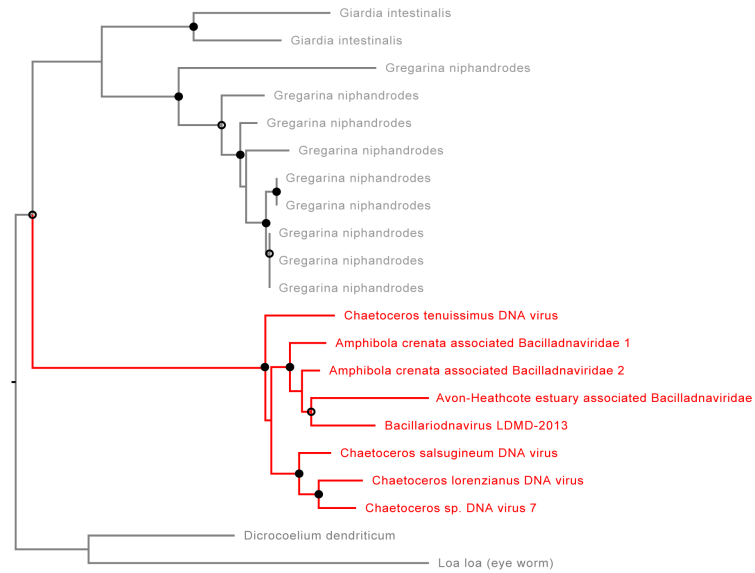 Giardia intestinalis
Giardia intestinalis
Gregarina niphandrodes
Gregarina niphandrodes
Gregarina niphandrodes
Gregarina niphandrodes
Gregarina niphandrodes
Gregarina niphandrodes
Gregarina niphandrodes
Gregarina niphandrodes
Gregarina niphandrodes
Chaetoceros tenuissimus DNA virus
Amphibola crenata associated Bacilladnaviridae 1
Amphibola crenata associated Bacilladnaviridae 2
Avon-Heathcote estuary associated Bacilladnaviridae
Bacillariodnavirus LDMD-2013
Chaetoceros salsugineum DNA virus
Chaetoceros lorenzianus DNA virus
Chaetoceros sp. DNA virus 7
Dicrocoelium dendriticum
Loa loa (eye worm)